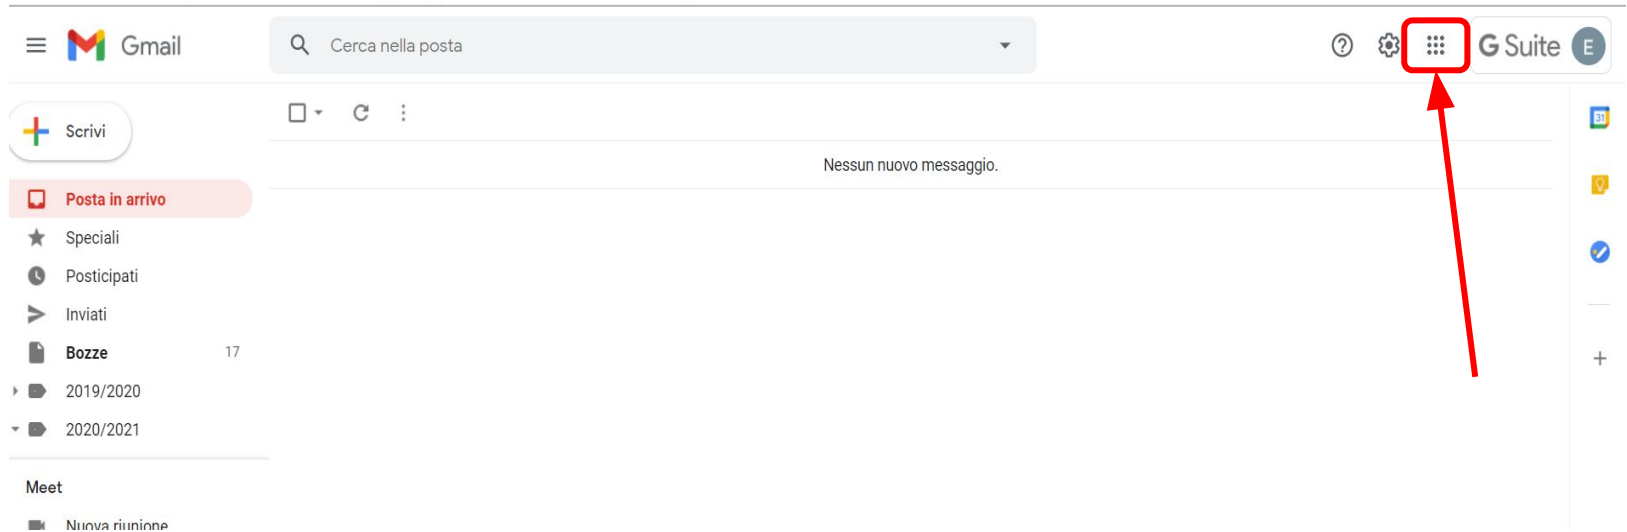 Gmail
Cerca nella posta
G Suite
E
Scrivi
31
Nessun nuovo messaggio.
Posta in arrivo
Speciali
Posticipati
Inviati
Bozze 17
2019/2020
2020/2021
Meet
Nuova riunione